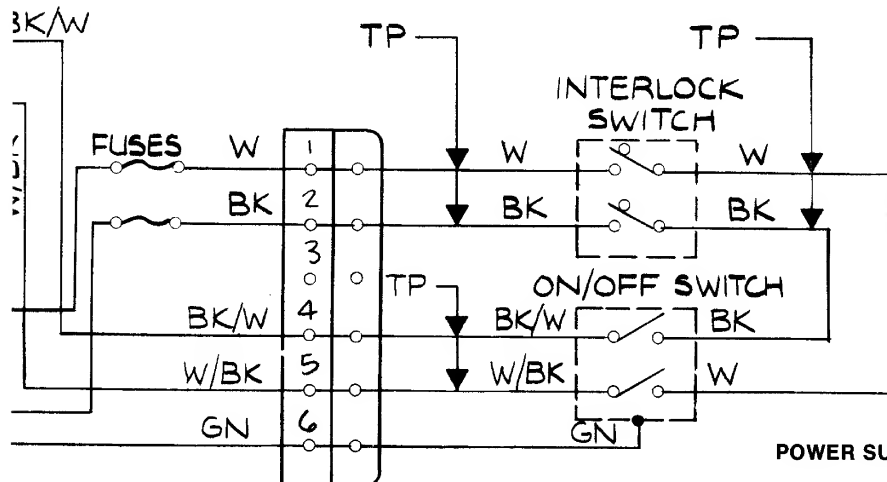 BK/W
TP
TP
INTERLOCK
SWITCH
FUSES
W
1
W
W
W/BK
BK
2
BK
BK
3
TP
ON/OFF SWITCH
BK/W
4
BK/W
BK
W/BK
5
W/BK
W
GN
6
GN
POWER SU